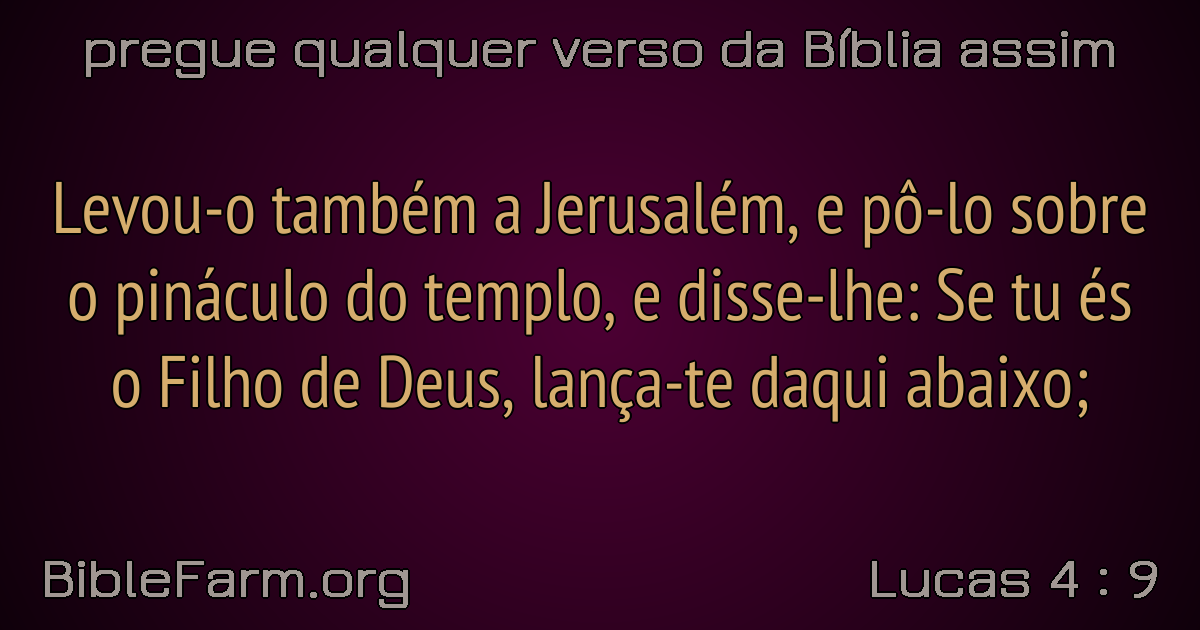 pregue qualquer verso da Bíblia assim
Levou-o também a Jerusalém, e pô-lo sobre
o pináculo do templo, e disse-lhe: Se tu és
o Filho de Deus, lança-te daqui abaixo;
BibleFarm.org
Lucas 4 : 9